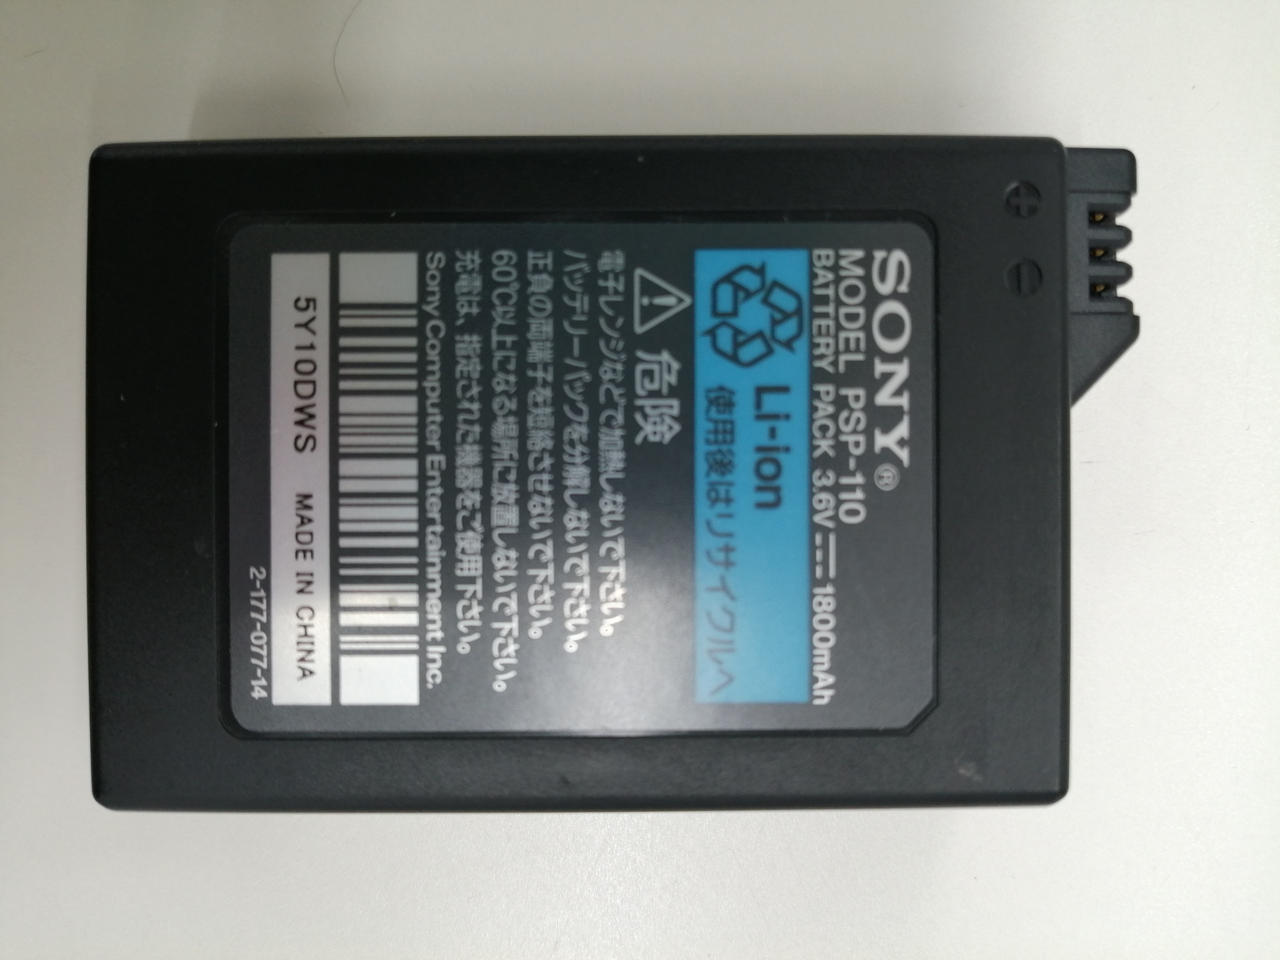 SONY®
MODEL PSP-110
BATTERY PACK 3.6V⎓1800mAh
Li-ion
使用後はリサイクルへ
危険
電子レンジなどで加熱しないで下さい。
バッテリーパックを分解しないで下さい。
正負の両端子を短絡させないで下さい。
60℃以上になる場所に放置しないで下さい。
充電は、指定された機器をご使用下さい。
Sony Computer Entertainment Inc.
5Y10DWS MADE IN CHINA
2-177-077-14